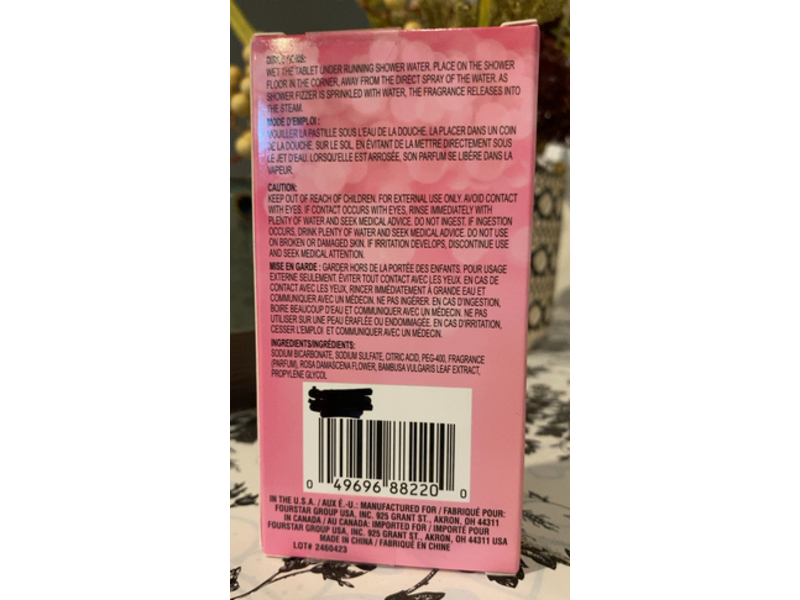 DIRECTIONS:
WET THE TABLET UNDER RUNNING SHOWER WATER, PLACE ON THE SHOWER
FLOOR IN THE CORNER, AWAY FROM THE DIRECT SPRAY OF THE WATER. AS
SHOWER FIZZER IS SPRINKLED WITH WATER, THE FRAGRANCE RELEASES INTO
THE STEAM.
MODE D'EMPLOI :
MOUILLER LA PASTILLE SOUS L'EAU DE LA DOUCHE. LA PLACER DANS UN COIN
DE LA DOUCHE, SUR LE SOL, EN ÉVITANT DE LA METTRE DIRECTEMENT SOUS
LE JET D'EAU. LORSQU'ELLE EST ARROSÉE, SON PARFUM SE LIBÈRE DANS LA
VAPEUR.
CAUTION:
KEEP OUT OF REACH OF CHILDREN. FOR EXTERNAL USE ONLY. AVOID CONTACT
WITH EYES. IF CONTACT OCCURS WITH EYES, RINSE IMMEDIATELY WITH
PLENTY OF WATER AND SEEK MEDICAL ADVICE. DO NOT INGEST. IF INGESTION
OCCURS, DRINK PLENTY OF WATER AND SEEK MEDICAL ADVICE. DO NOT USE
ON BROKEN OR DAMAGED SKIN. IF IRRITATION DEVELOPS, DISCONTINUE USE
AND SEEK MEDICAL ATTENTION.
MISE EN GARDE : GARDER HORS DE LA PORTÉE DES ENFANTS. POUR USAGE
EXTERNE SEULEMENT. ÉVITER TOUT CONTACT AVEC LES YEUX. EN CAS DE
CONTACT AVEC LES YEUX, RINCER IMMÉDIATEMENT À GRANDE EAU ET
COMMUNIQUER AVEC UN MÉDECIN. NE PAS INGÉRER. EN CAS D'INGESTION,
BOIRE BEAUCOUP D'EAU ET COMMUNIQUER AVEC UN MÉDECIN. NE PAS
UTILISER SUR UNE PEAU ÉRAFLÉE OU ENDOMMAGÉE. EN CAS D'IRRITATION,
CESSER L'EMPLOI ET COMMUNIQUER AVEC UN MÉDECIN.
INGREDIENTS/INGRÉDIENTS:
SODIUM BICARBONATE, SODIUM SULFATE, CITRIC ACID, PEG-400, FRAGRANCE
(PARFUM), ROSA DAMASCENA FLOWER, BAMBUSA VULGARIS LEAF EXTRACT,
PROPYLENE GLYCOL
0 49696 88220 0
IN THE U.S.A. / AUX É.-U.: MANUFACTURED FOR / FABRIQUÉ POUR:
FOURSTAR GROUP USA, INC. 925 GRANT ST., AKRON, OH 44311
IN CANADA / AU CANADA: IMPORTED FOR / IMPORTÉ POUR
FOURSTAR GROUP USA, INC. 925 GRANT ST., AKRON, OH 44311 USA
MADE IN CHINA / FABRIQUÉ EN CHINE
LOT# 2460423